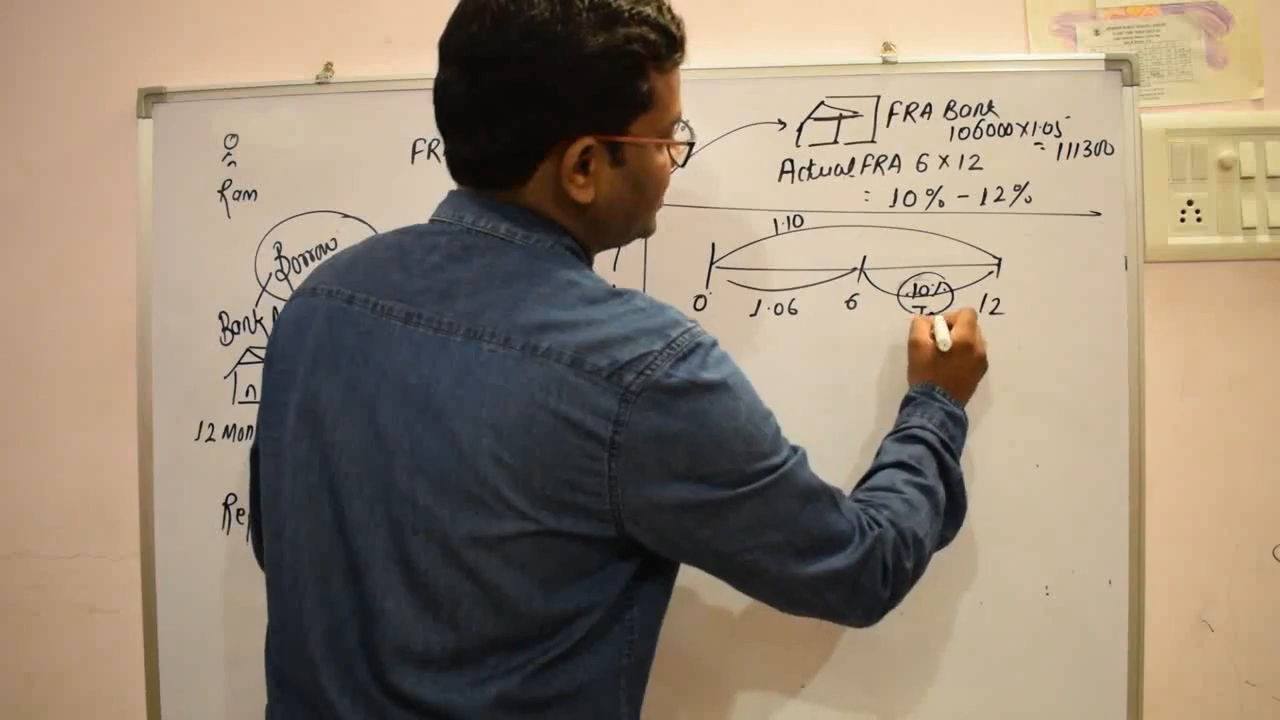 FR
Ram
Borrow
Bank
12 Mon
Re
FRA Bank
106000 x 1.05
= 111300
Actual FRA 6 x 12
= 10% - 12%
1.10
0 1.06 6 10% 12